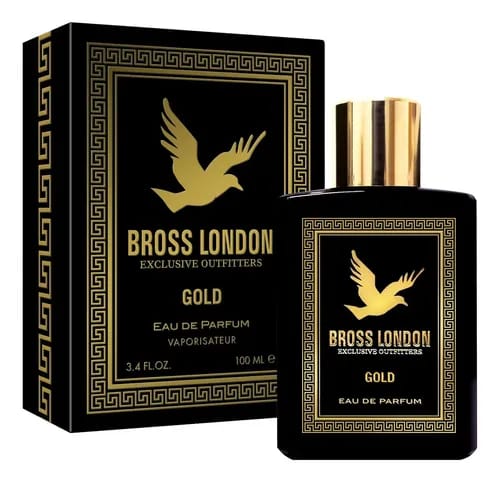 BROSS LONDON
EXCLUSIVE OUTFITTERS
GOLD
EAU DE PARFUM
VAPORISATEUR
3.4 FL.OZ. 100 ML ℮
BROSS LONDON
EXCLUSIVE OUTFITTERS
GOLD
EAU DE PARFUM